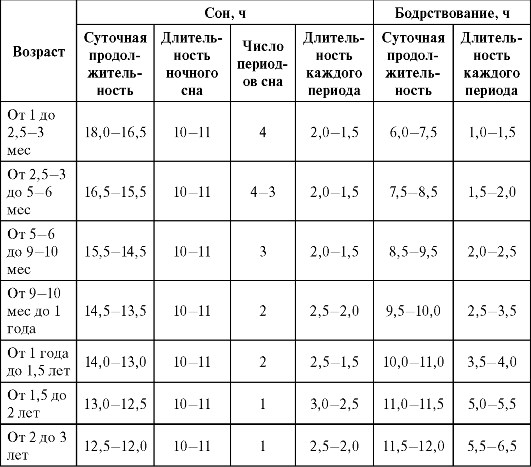 Возраст
Сон, ч
Бодрствование, ч
Суточная
продол-
житель-
ность
Длитель-
ность
ночного
сна
Число
период-
ов сна
Длитель-
ность
каждого
периода
Суточная
продол-
житель-
ность
Длитель-
ность
каждого
периода
От 1 до
2,5—3
мес
18,0—16,5
10—11
4
2,0—1,5
6,0—7,5
1,0—1,5
От 2,5—3
до 5—6
мес
16,5—15,5
10—11
4—3
2,0—1,5
7,5—8,5
1,5—2,0
От 5—6
до 9—10
мес
15,5—14,5
10—11
3
2,0—1,5
8,5—9,5
2,0—2,5
От 9—10
мес до 1
года
14,5—13,5
10—11
2
2,5—2,0
9,5—10,0
2,5—3,5
От 1 года
до 1,5 лет
14,0—13,0
10—11
2
2,5—1,5
10,0—11,0
3,5—4,0
От 1,5 до
2 лет
13,0—12,5
10—11
1
3,0—2,5
11,0—11,5
5,0—5,5
От 2 до 3
лет
12,5—12,0
10—11
1
2,5—2,0
11,5—12,0
5,5—6,5